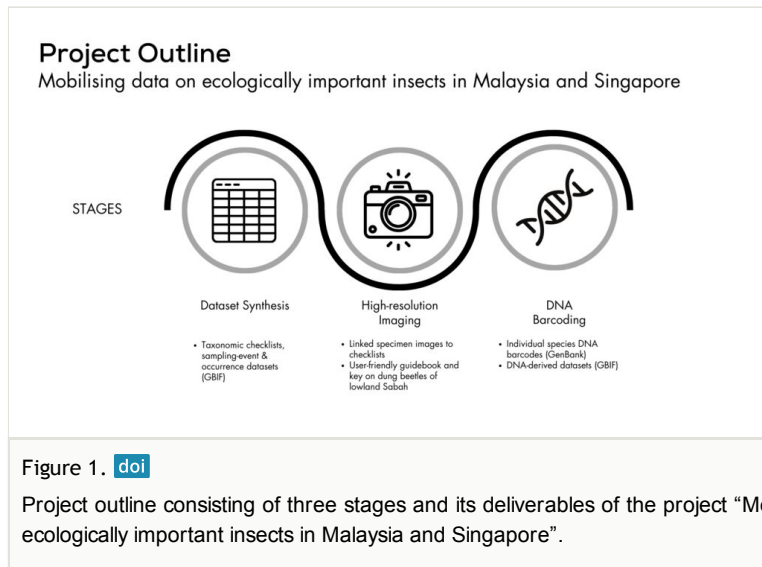 Project Outline
Mobilising data on ecologically important insects in Malaysia and Singapore
STAGES
Dataset Synthesis
• Taxonomic checklists,
sampling-event &
occurrence datasets
(GBIF)
High-resolution
Imaging
• Linked specimen images to
checklists
• User-friendly guidebook and
key on dung beetles of
lowland Sabah
DNA
Barcoding
• Individual species DNA
barcodes (GenBank)
• DNA-derived datasets (GBIF)
Figure 1. doi
Project outline consisting of three stages and its deliverables of the project “M
ecologically important insects in Malaysia and Singapore”.